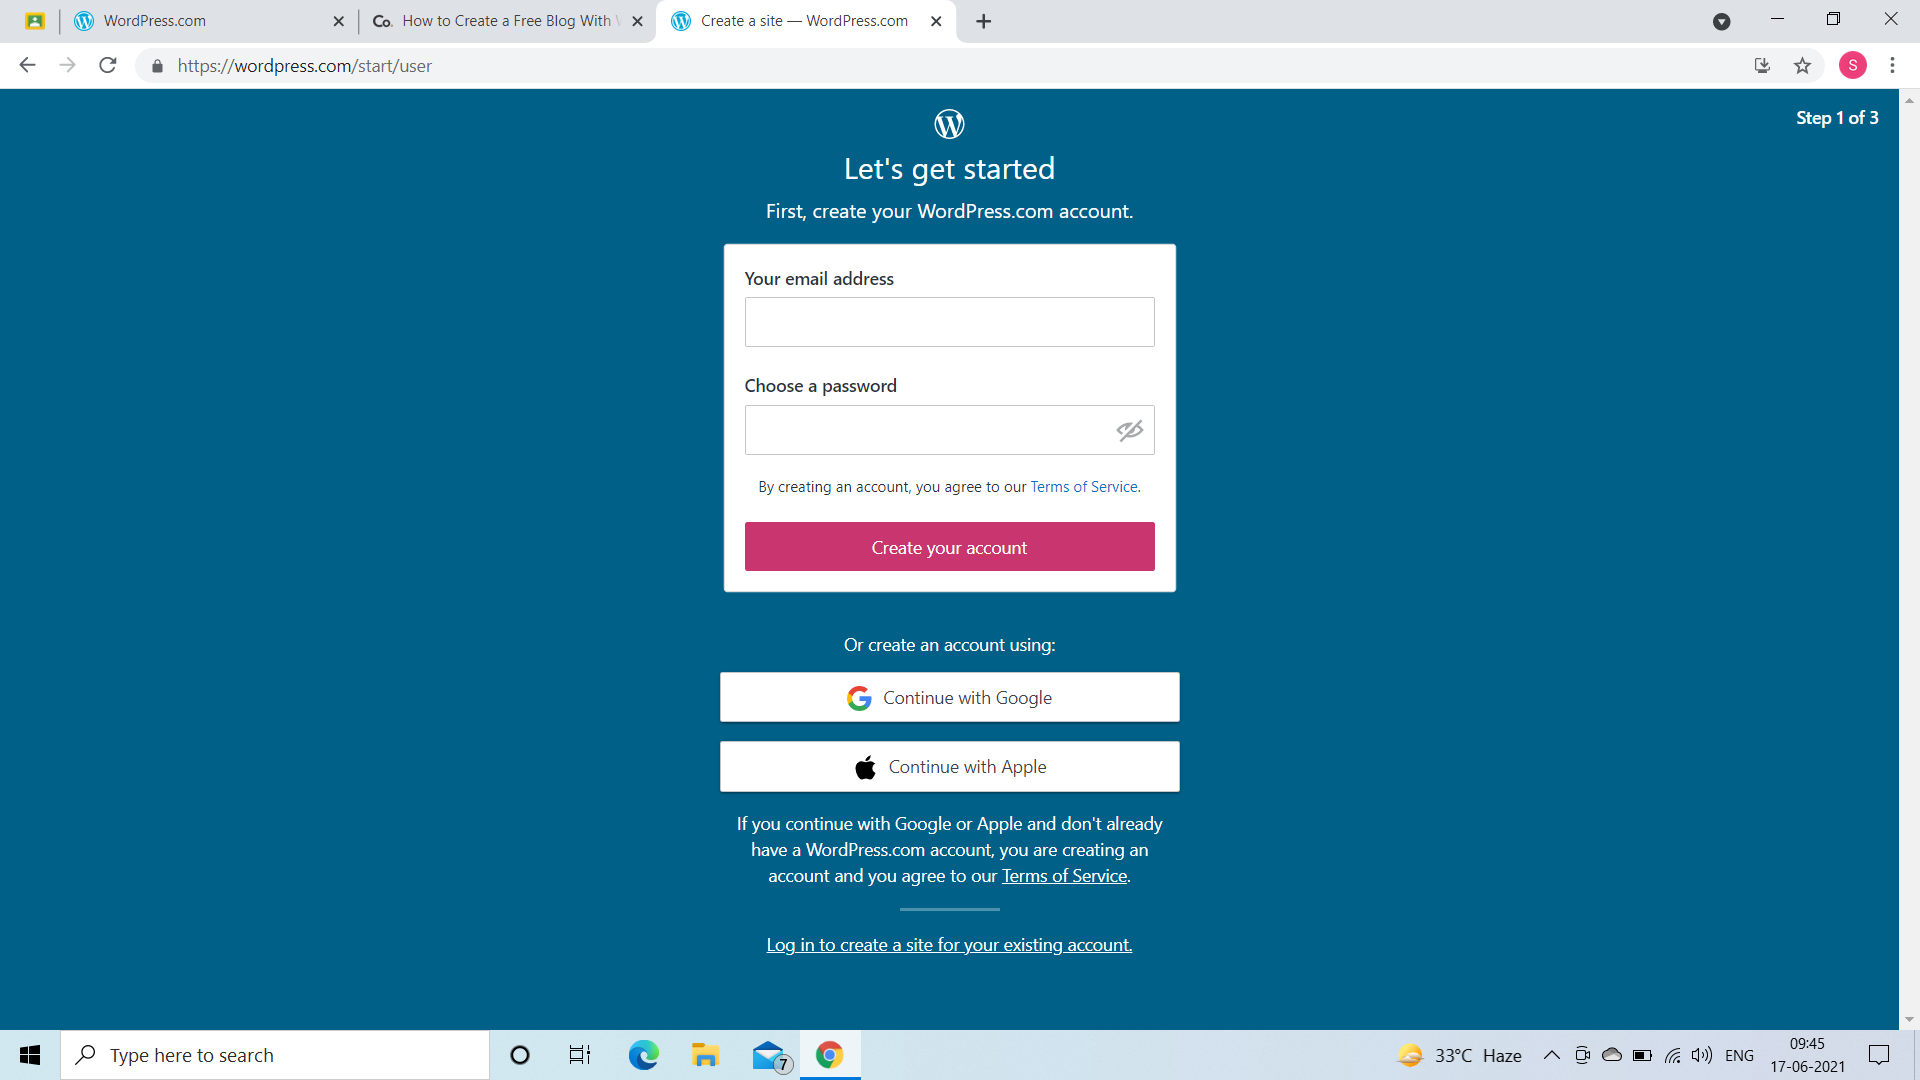 WordPress.com
Co. How to Create a Free Blog With
Create a site — WordPress.com
https://wordpress.com/start/user
S
Step 1 of 3
Let's get started
First, create your WordPress.com account.
Your email address
Choose a password
By creating an account, you agree to our Terms of Service.
Create your account
Or create an account using:
Continue with Google
Continue with Apple
If you continue with Google or Apple and don't already
have a WordPress.com account, you are creating an
account and you agree to our Terms of Service.
Log in to create a site for your existing account.
Type here to search
7
33°C Haze
ENG
09:45
17-06-2021